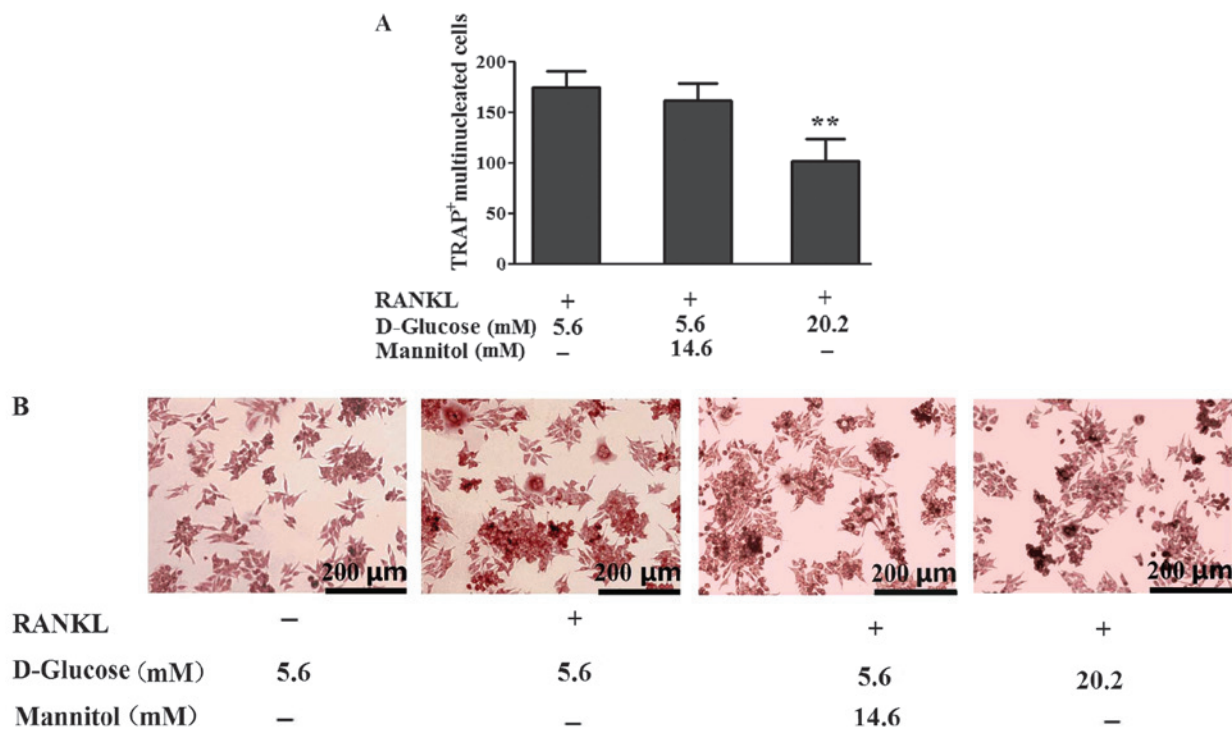 A
TRAP+multinucleated cells
200
150
100
50
0
**
RANKL + + +
D-Glucose (mM) 5.6 5.6 20.2
Mannitol (mM) – 14.6 –
B
200 µm 200 µm 200 µm 200 µm
RANKL – + + +
D-Glucose (mM) 5.6 5.6 5.6 20.2
Mannitol (mM) – – 14.6 –